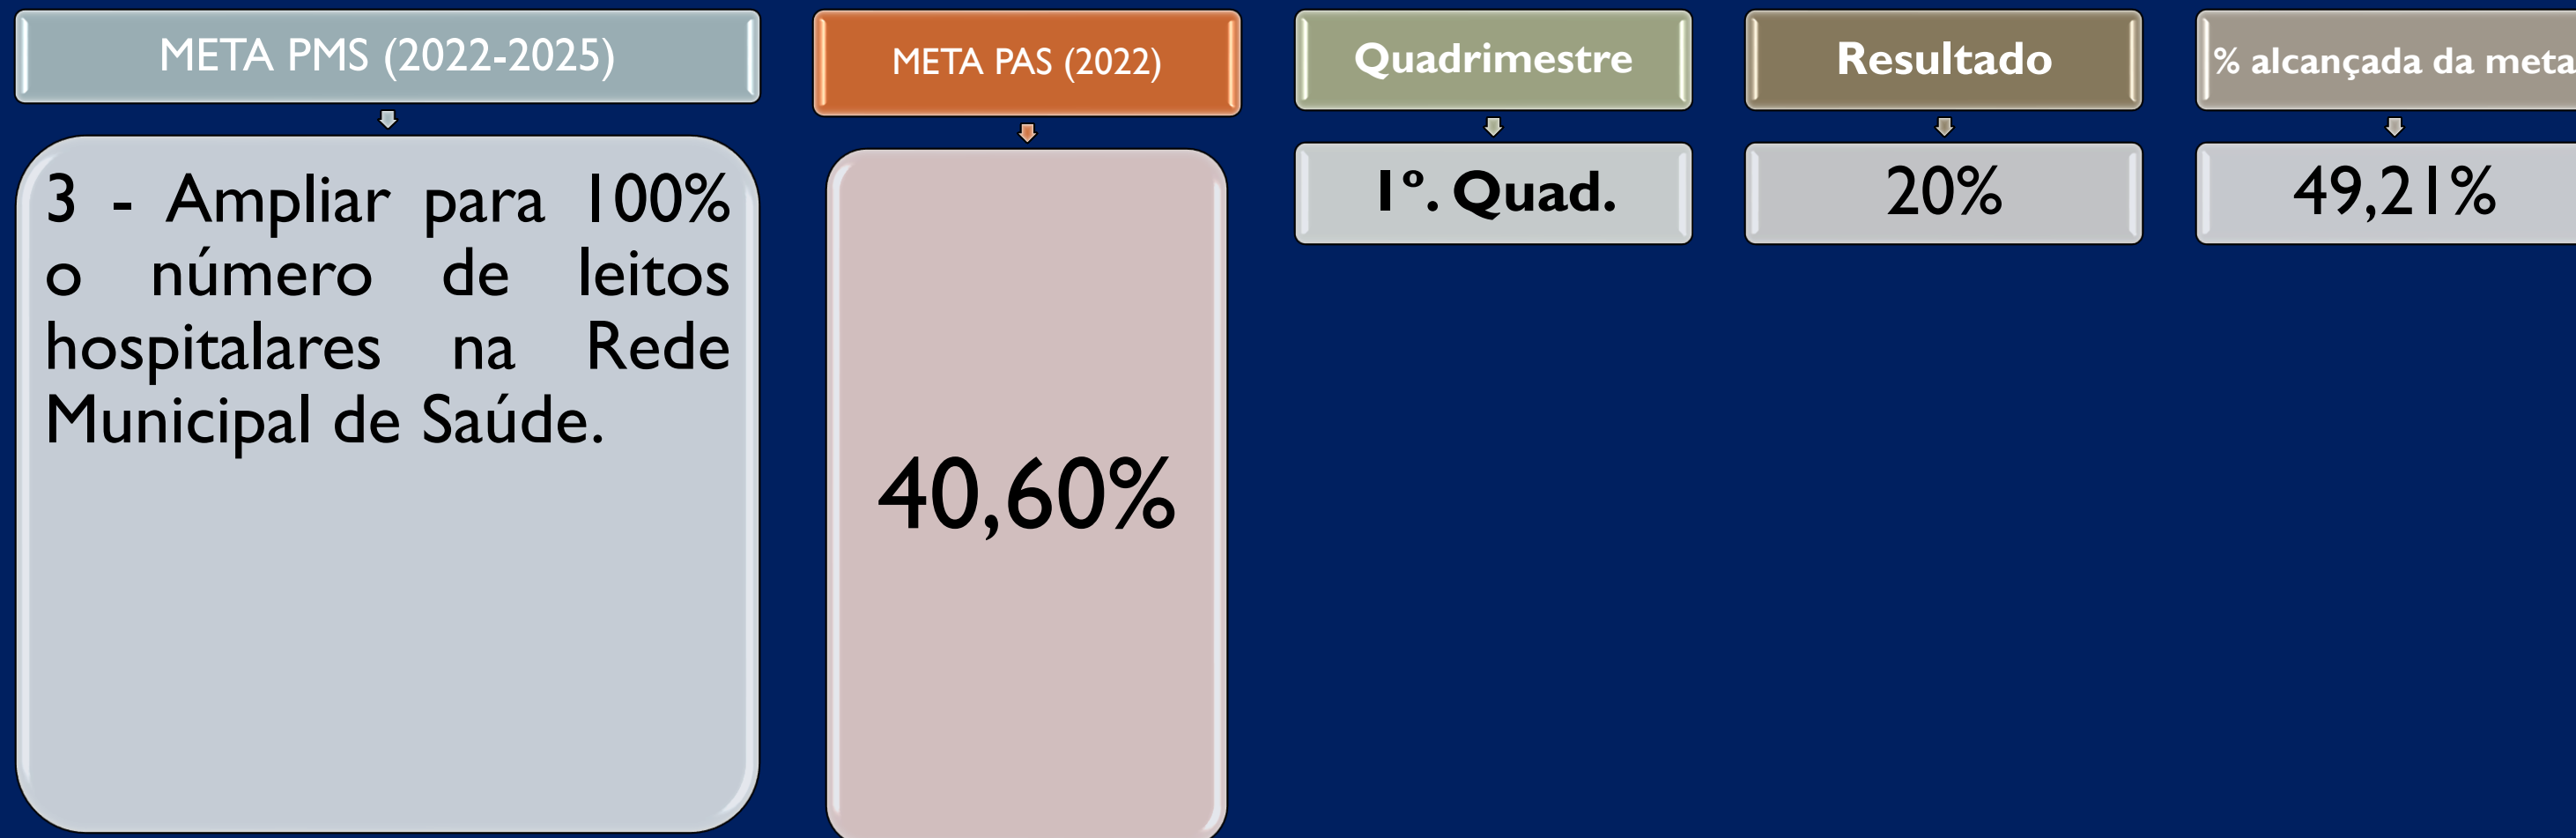 META PMS (2022-2025)
3 - Ampliar para 100%
o número de leitos
hospitalares na Rede
Municipal de Saúde.
META PAS (2022)
40,60%
Quadrimestre
1º. Quad.
Resultado
20%
% alcançada da meta
49,21%